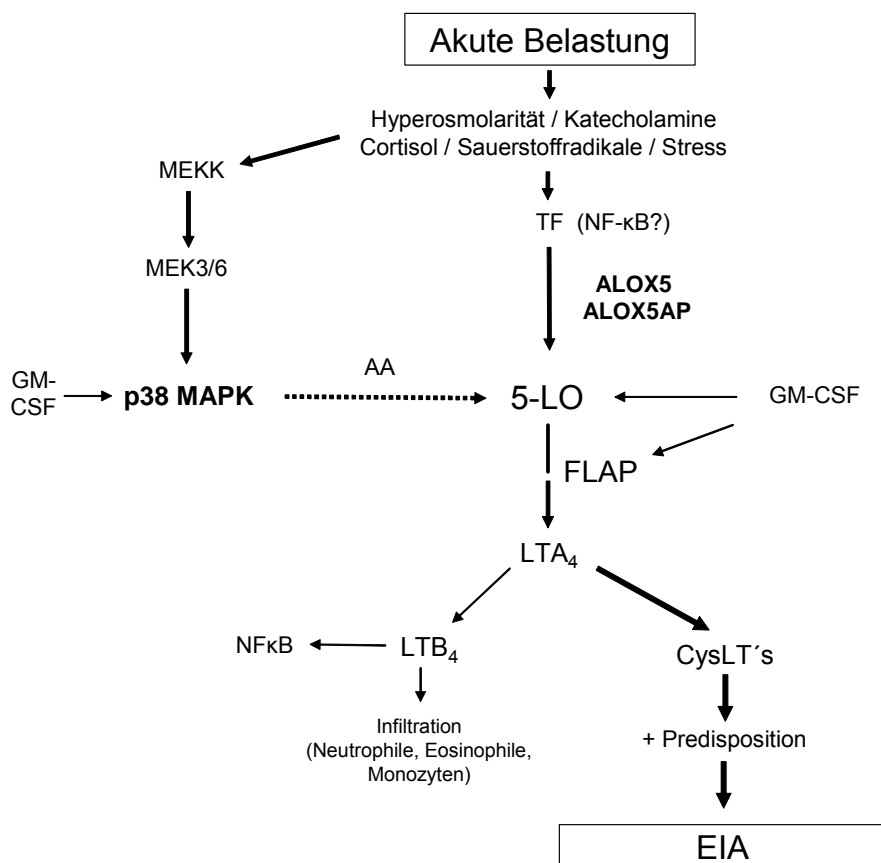 Akute Belastung
Hyperosmolarität / Katecholamine
Cortisol / Sauerstoffradikale / Stress
MEKK
TF (NF-κB?)
MEK3/6
ALOX5
ALOX5AP
GM-
CSF
p38 MAPK
AA
5-LO
GM-CSF
FLAP
LTA₄
NFκB
LTB₄
CysLT´s
Infiltration
(Neutrophile, Eosinophile,
Monozyten)
+ Predisposition
EIA